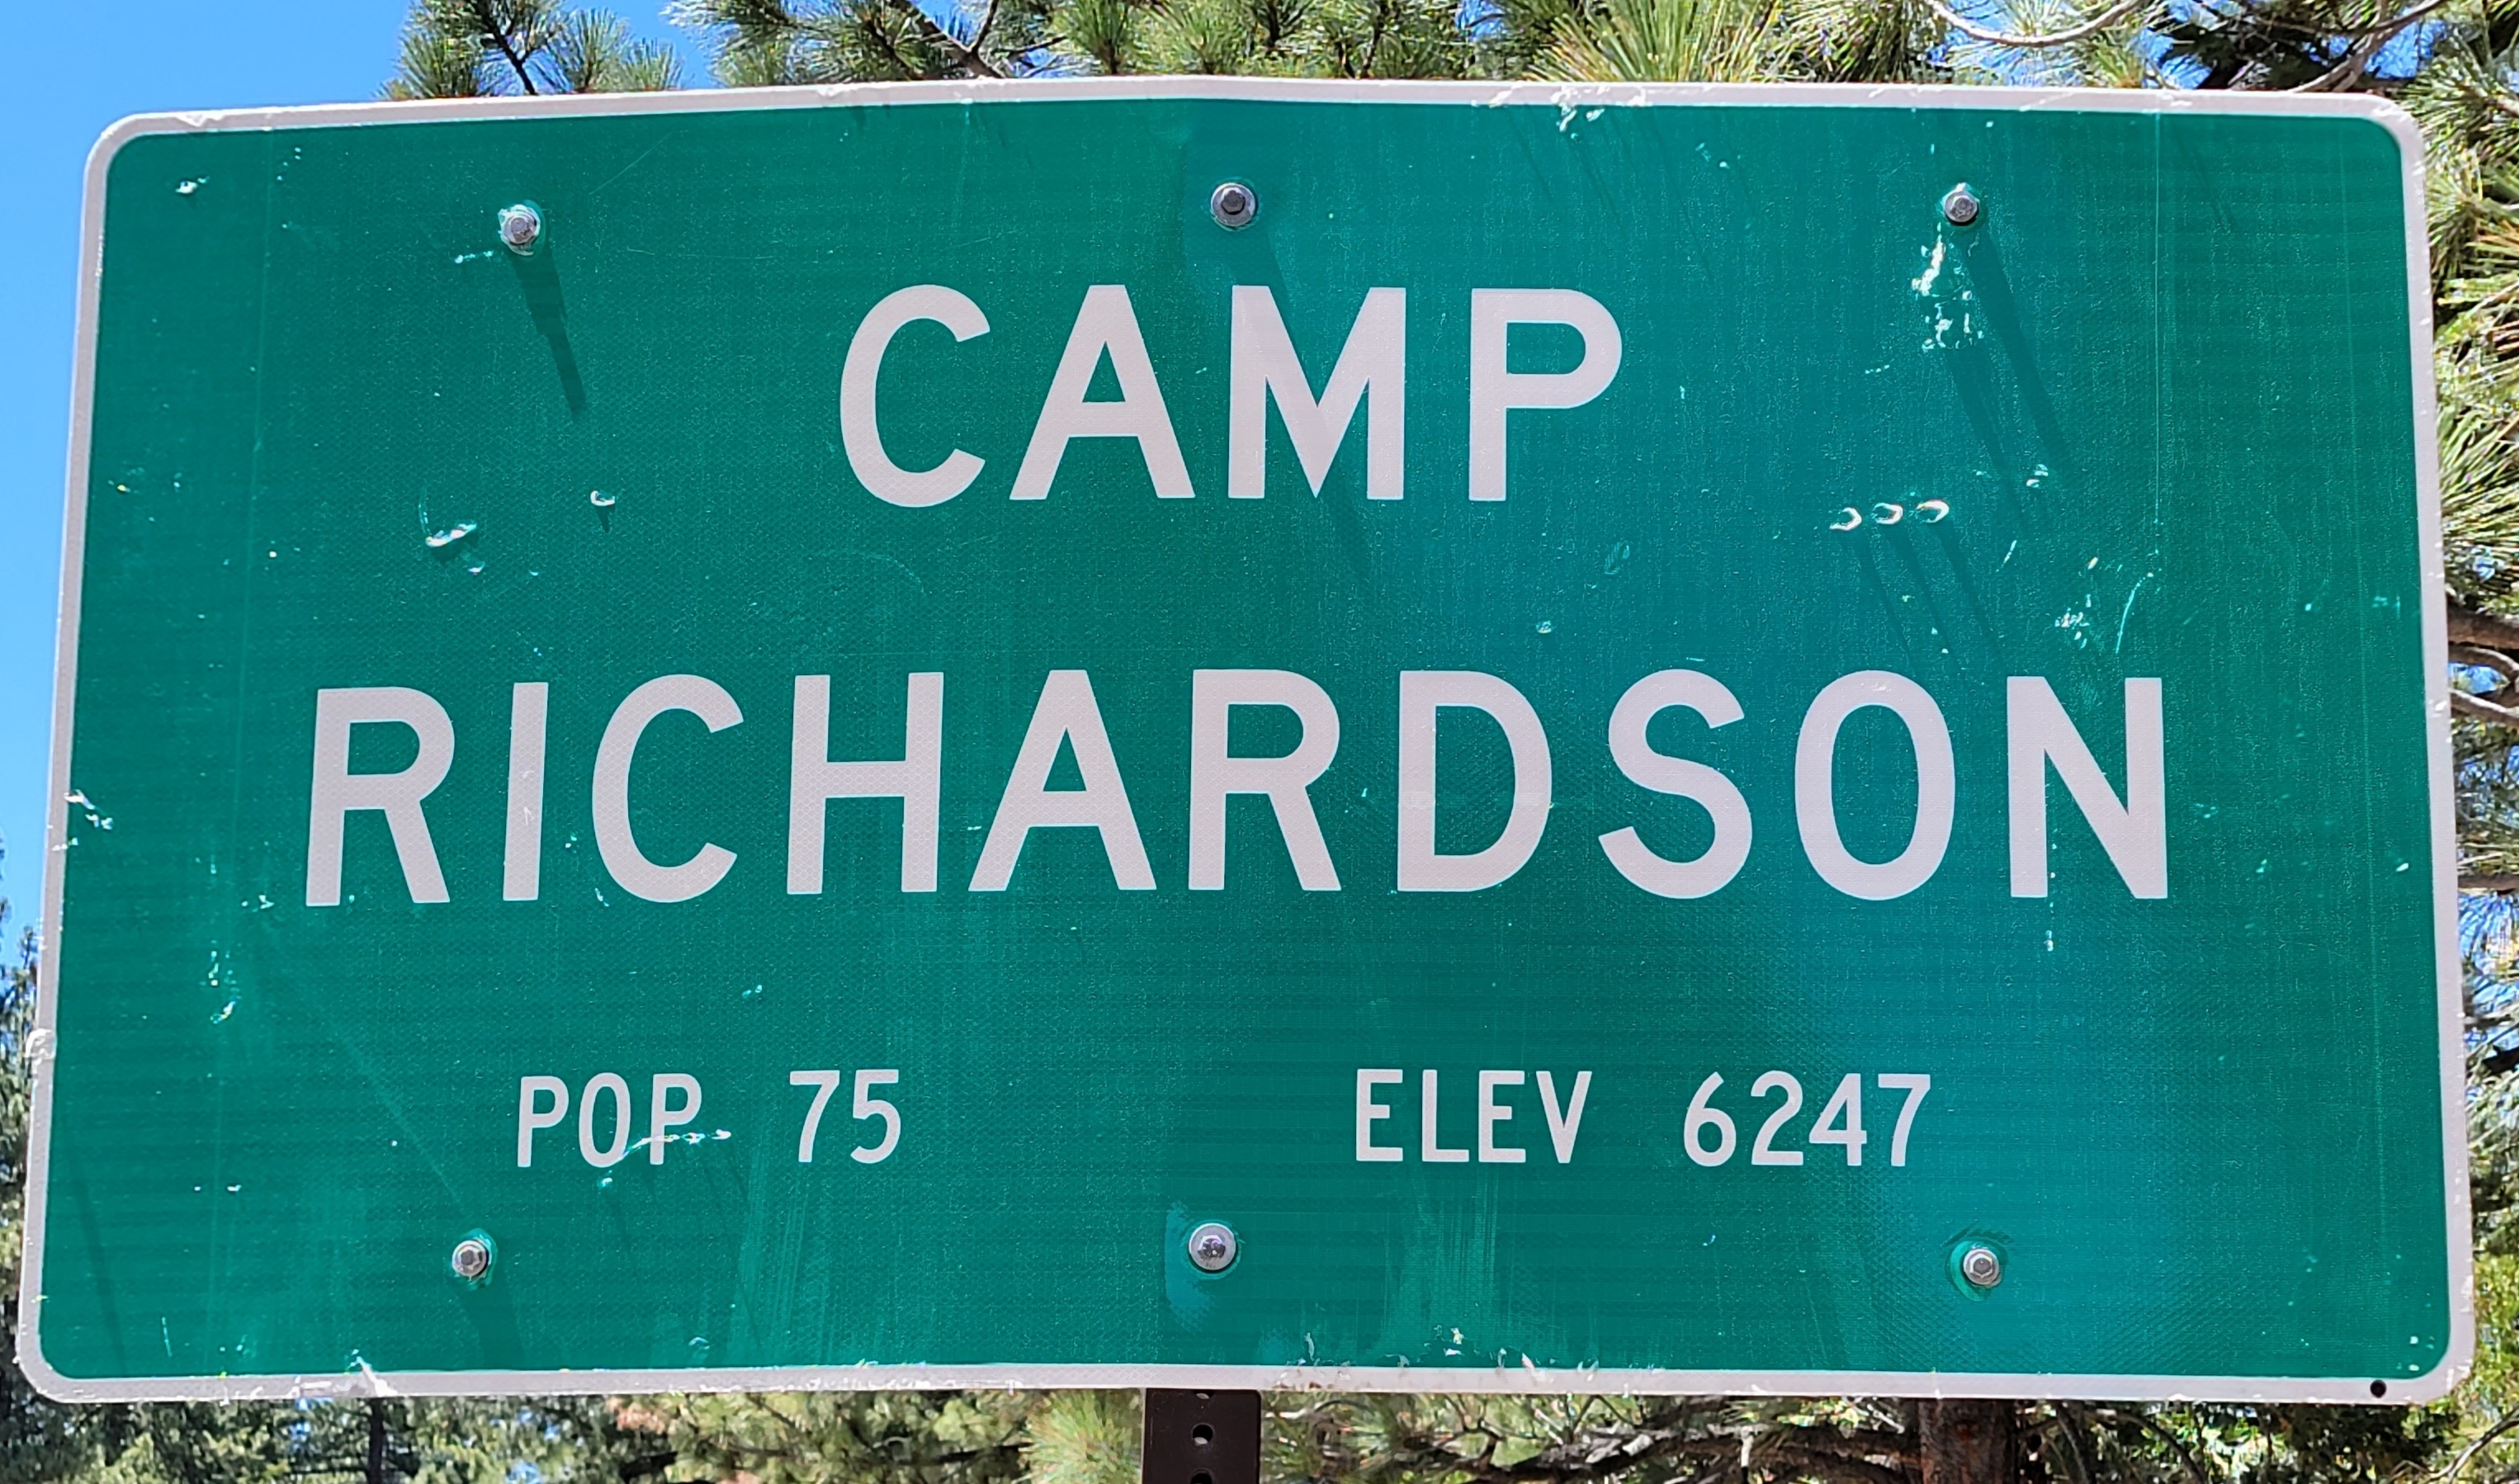 CAMP
RICHARDSON
POP 75 ELEV 6247